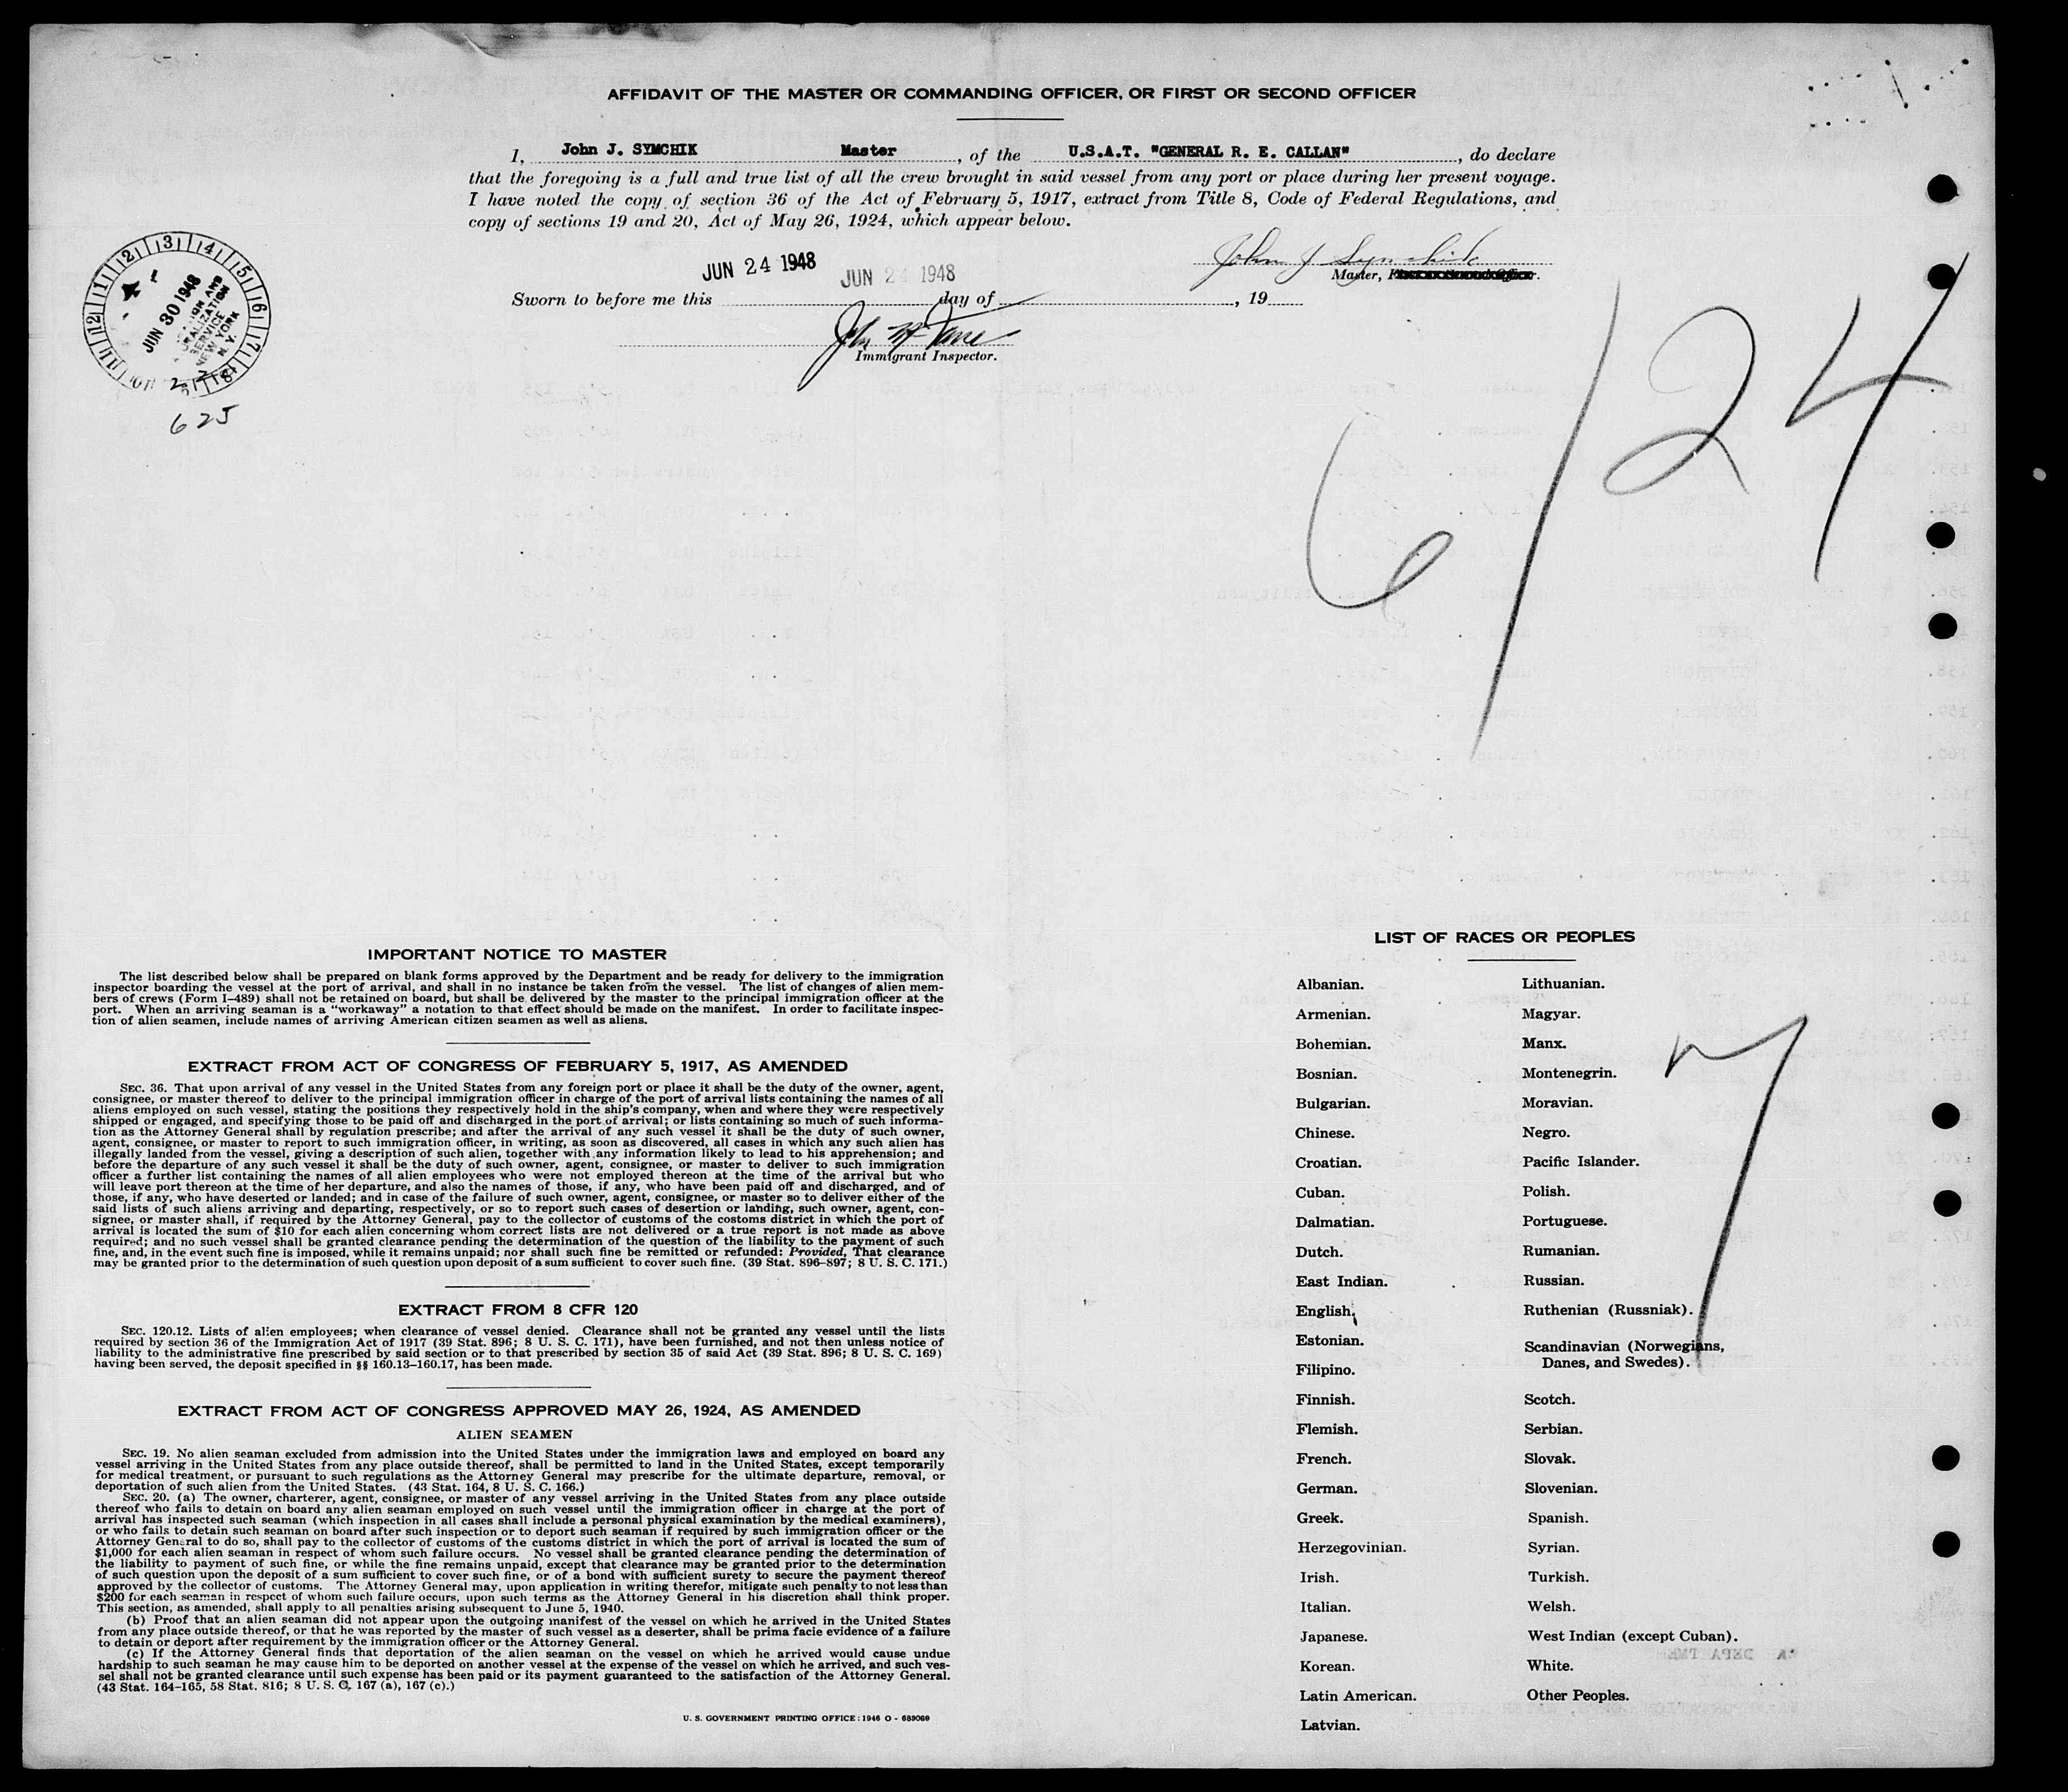 AFFIDAVIT OF THE MASTER OR COMMANDING OFFICER, OR FIRST OR SECOND OFFICER
I, John J. SYMCHIK Master, of the U.S.A.T. "GENERAL R. E. CALLAN", do declare
that the foregoing is a full and true list of all the crew brought in said vessel from any port or place during her present voyage.
I have noted the copy of section 36 of the Act of February 5, 1917, extract from Title 8, Code of Federal Regulations, and
copy of sections 19 and 20, Act of May 26, 1924, which appear below.
John J Symchik
JUN 24 1948 JUN 24 1948
Master,
Sworn to before me this day of , 19
Immigrant Inspector.
JUN 30 1948
SERVICE
NEW YORK
N. Y.
625
6/24
7
IMPORTANT NOTICE TO MASTER
The list described below shall be prepared on blank forms approved by the Department and be ready for delivery to the immigration
inspector boarding the vessel at the port of arrival, and shall in no instance be taken from the vessel. The list of changes of alien mem-
bers of crews (Form I-489) shall not be retained on board, but shall be delivered by the master to the principal immigration officer at the
port. When an arriving seaman is a "workaway" a notation to that effect should be made on the manifest. In order to facilitate inspec-
tion of alien seamen, include names of arriving American citizen seamen as well as aliens.
EXTRACT FROM ACT OF CONGRESS OF FEBRUARY 5, 1917, AS AMENDED
SEC. 36. That upon arrival of any vessel in the United States from any foreign port or place it shall be the duty of the owner, agent,
consignee, or master thereof to deliver to the principal immigration officer in charge of the port of arrival lists containing the names of all
aliens employed on such vessel, stating the positions they respectively hold in the ship's company, when and where they were respectively
shipped or engaged, and specifying those to be paid off and discharged in the port of arrival; or lists containing so much of such informa-
tion as the Attorney General shall by regulation prescribe; and after the arrival of any such vessel it shall be the duty of such owner,
agent, consignee, or master to report to such immigration officer, in writing, as soon as discovered, all cases in which any such alien has
illegally landed from the vessel, giving a description of such alien, together with any information likely to lead to his apprehension; and
before the departure of any such vessel it shall be the duty of such owner, agent, consignee, or master to deliver to such immigration
officer a further list containing the names of all alien employees who were not employed thereon at the time of the arrival but who
will leave port thereon at the time of her departure, and also the names of those, if any, who have been paid off and discharged, and of
those, if any, who have deserted or landed; and in case of the failure of such owner, agent, consignee, or master so to deliver either of the
said lists of such aliens arriving and departing, respectively, or so to report such cases of desertion or landing, such owner, agent, con-
signee, or master shall, if required by the Attorney General, pay to the collector of customs of the costoms district in which the port of
arrival is located the sum of $10 for each alien concerning whom correct lists are not delivered or a true report is not made as above
required; and no such vessel shall be granted clearance pending the determination of the question of the liability to the payment of such
fine, and, in the event such fine is imposed, while it remains unpaid; nor shall such fine be remitted or refunded: Provided, That clearance
may be granted prior to the determination of such question upon deposit of a sum sufficient to cover such fine. (39 Stat. 896-897; 8 U. S. C. 171.)
EXTRACT FROM 8 CFR 120
SEC. 120.12. Lists of alien employees; when clearance of vessel denied. Clearance shall not be granted any vessel until the lists
required by section 36 of the Immigration Act of 1917 (39 Stat. 896; 8 U. S. C. 171), have been furnished, and not then unless notice of
liability to the administrative fine prescribed by said section or to that prescribed by section 35 of said Act (39 Stat. 896; 8 U. S. C. 169)
having been served, the deposit specified in §§ 160.13-160.17, has been made.
EXTRACT FROM ACT OF CONGRESS APPROVED MAY 26, 1924, AS AMENDED
ALIEN SEAMEN
SEC. 19. No alien seaman excluded from admission into the United States under the immigration laws and employed on board any
vessel arriving in the United States from any place outside thereof, shall be permitted to land in the United States, except temporarily
for medical treatment, or pursuant to such regulations as the Attorney General may prescribe for the ultimate departure, removal, or
deportation of such alien from the United States. (43 Stat. 164, 8 U. S. C. 166.)
SEC. 20. (a) The owner, charterer, agent, consignee, or master of any vessel arriving in the United States from any place outside
thereof who fails to detain on board any alien seaman employed on such vessel until the immigration officer in charge at the port of
arrival has inspected such seaman (which inspection in all cases shall include a personal physical examination by the medical examiners),
or who fails to detain such seaman on board after such inspection or to deport such seaman if required by such immigration officer or the
Attorney General to do so, shall pay to the collector of customs of the customs district in which the port of arrival is located the sum of
$1,000 for each alien seaman in respect of whom such failure occurs. No vessel shall be granted clearance pending the determination of
the liability to payment of such fine, or while the fine remains unpaid, except that clearance may be granted prior to the determination
of such question upon the deposit of a sum sufficient to cover such fine, or of a bond with sufficient surety to secure the payment thereof
approved by the collector of customs. The Attorney General may, upon application in writing therefor, mitigate such penalty to not less than
$200 for each seaman in respect of whom such failure occurs, upon such terms as the Attorney General in his discretion shall think proper.
This section, as amended, shall apply to all penalties arising subsequent to June 5, 1940.
(b) Proof that an alien seaman did not appear upon the outgoing manifest of the vessel on which he arrived in the United States
from any place outside thereof, or that he was reported by the master of such vessel as a deserter, shall be prima facie evidence of a failure
to detain or deport after requirement by the immigration officer or the Attorney General.
(c) If the Attorney General finds that deportation of the alien seaman on the vessel on which he arrived would cause undue
hardship to such seaman he may cause him to be deported on another vessel at the expense of the vessel on which he arrived, and such ves-
sel shall not be granted clearance until such expense has been paid or its payment guaranteed to the satisfaction of the Attorney General.
(43 Stat. 164-165, 58 Stat. 816; 8 U. S. C. 167 (a), 167 (c).)
U. S. GOVERNMENT PRINTING OFFICE : 1946 O - 689069
LIST OF RACES OR PEOPLES
Albanian.
Armenian.
Bohemian.
Bosnian.
Bulgarian.
Chinese.
Croatian.
Cuban.
Dalmatian.
Dutch.
East Indian.
English.
Estonian.
Filipino.
Finnish.
Flemish.
French.
German.
Greek.
Herzegovinian.
Irish.
Italian.
Japanese.
Korean.
Latin American.
Latvian.
Lithuanian.
Magyar.
Manx.
Montenegrin.
Moravian.
Negro.
Pacific Islander.
Polish.
Portuguese.
Rumanian.
Russian.
Ruthenian (Russniak).
Scandinavian (Norwegians,
Danes, and Swedes).
Scotch.
Serbian.
Slovak.
Slovenian.
Spanish.
Syrian.
Turkish.
Welsh.
West Indian (except Cuban).
White.
Other Peoples.